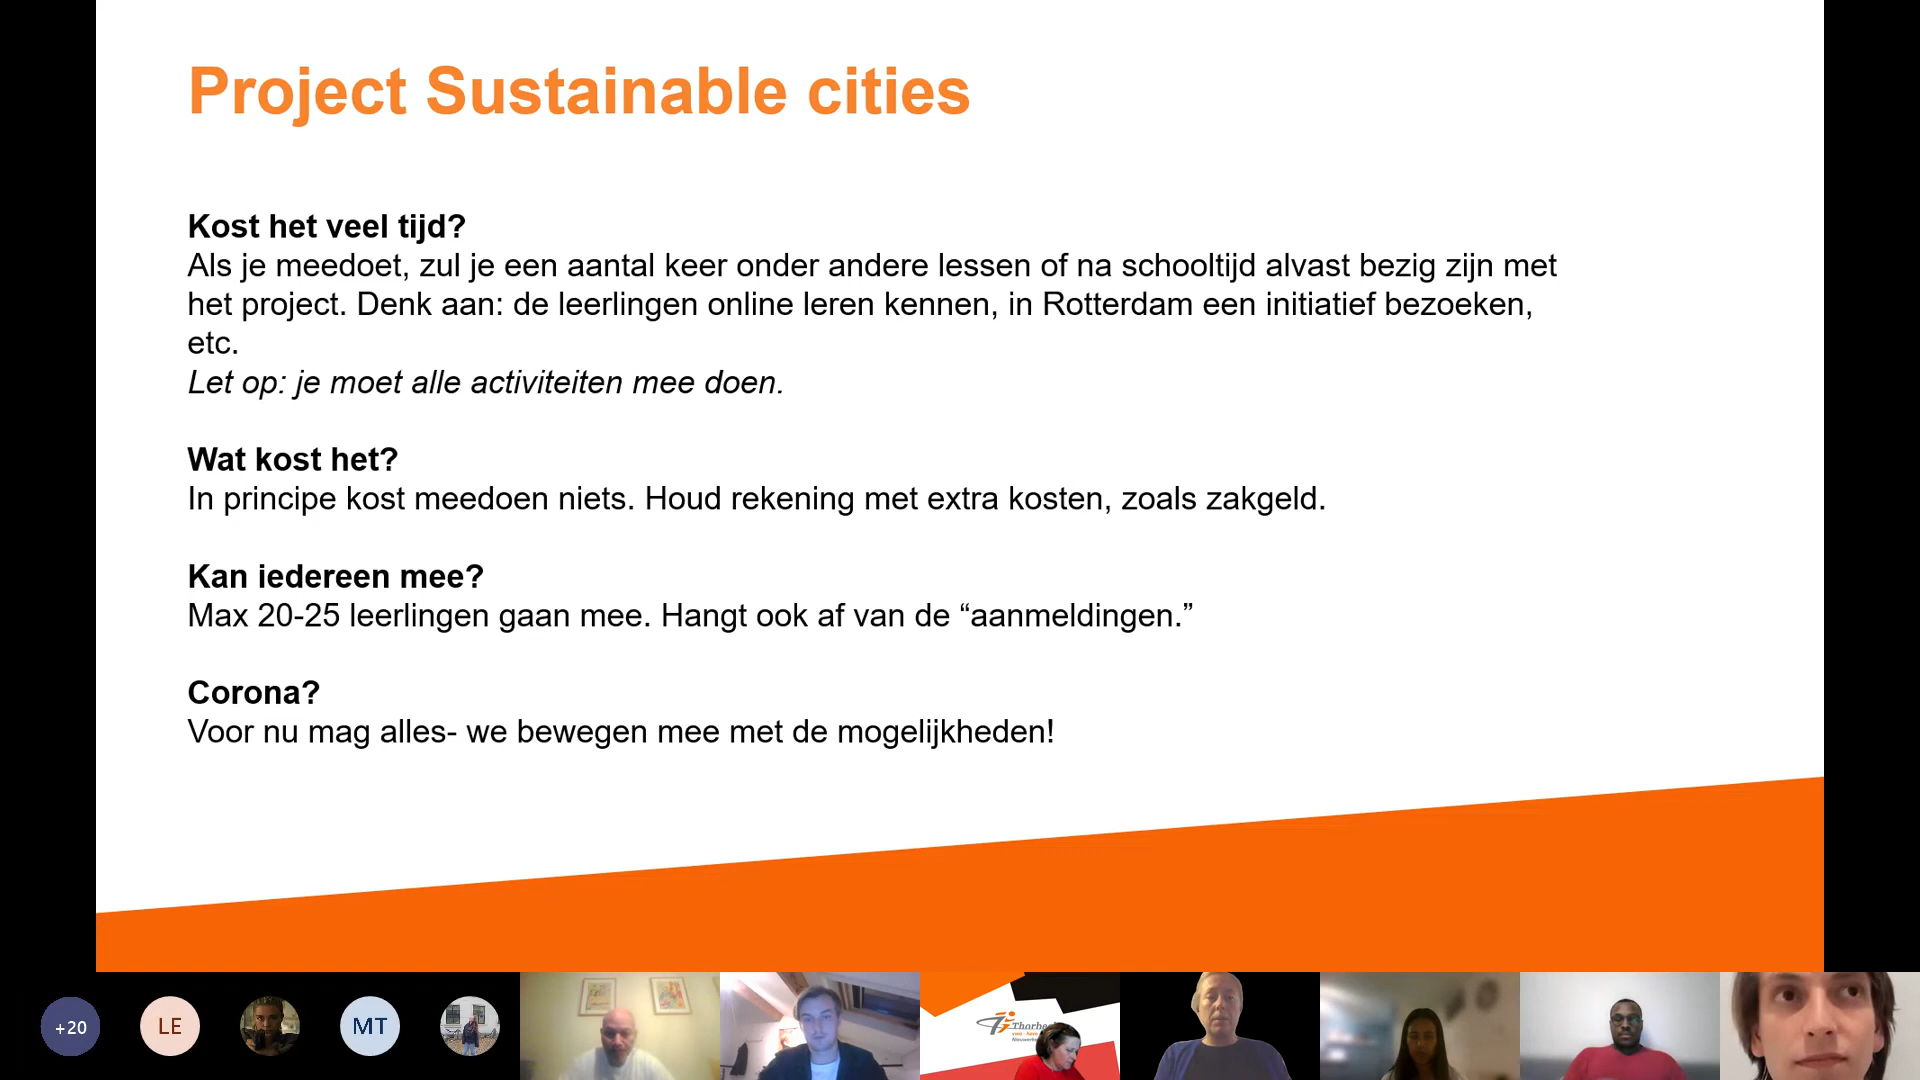 Project Sustainable cities
Kost het veel tijd?
Als je meedoet, zul je een aantal keer onder andere lessen of na schooltijd alvast bezig zijn met
het project. Denk aan: de leerlingen online leren kennen, in Rotterdam een initiatief bezoeken,
etc.
Let op: je moet alle activiteiten mee doen.
Wat kost het?
In principe kost meedoen niets. Houd rekening met extra kosten, zoals zakgeld.
Kan iedereen mee?
Max 20-25 leerlingen gaan mee. Hangt ook af van de “aanmeldingen.”
Corona?
Voor nu mag alles- we bewegen mee met de mogelijkheden!
+20
LE
MT